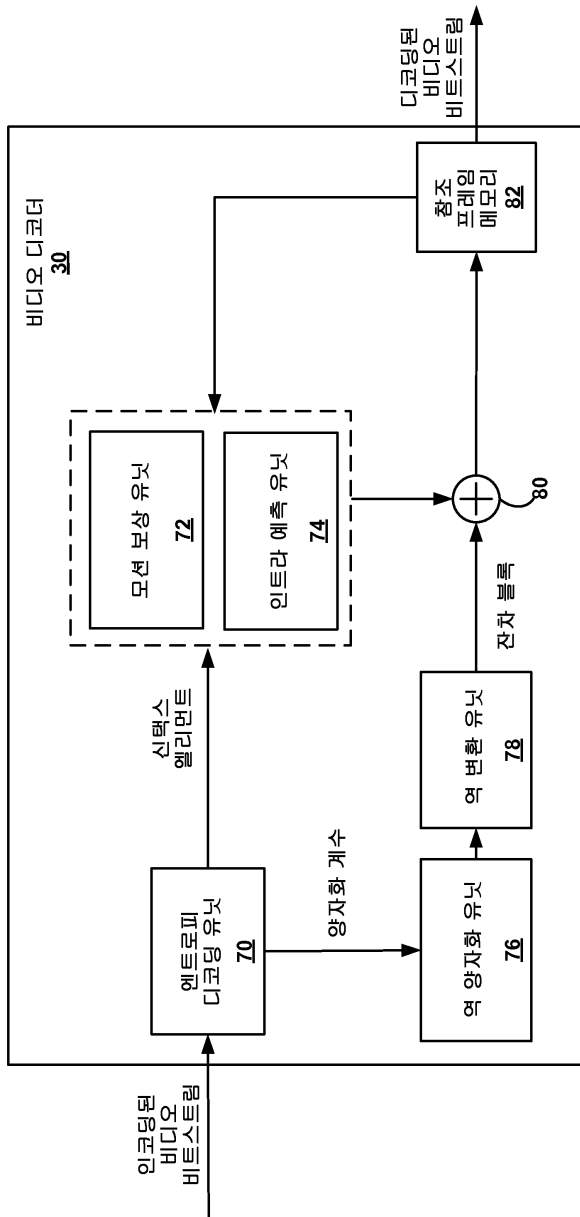 비디오 디코더
30
인코딩된
비디오
비트스트림
엔트로피
디코딩 유닛
70
신택스
엘리먼트
모션 보상 유닛
72
인트라 예측 유닛
74
양자화 계수
역 양자화 유닛
76
역 변환 유닛
78
잔차 블록
80
참조
프레임
메모리
82
디코딩된
비디오
비트스트림